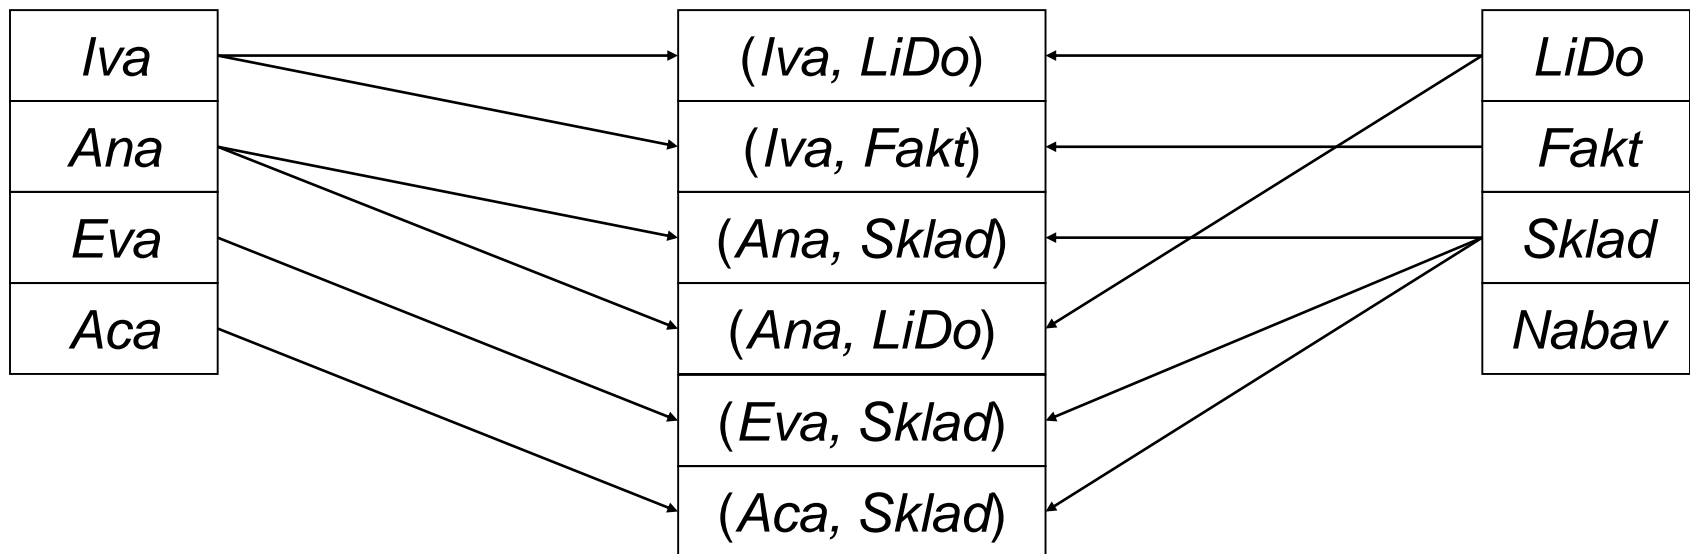 Iva
Ana
Eva
Aca
(Iva, LiDo)
(Iva, Fakt)
(Ana, Sklad)
(Ana, LiDo)
(Eva, Sklad)
(Aca, Sklad)
LiDo
Fakt
Sklad
Nabav